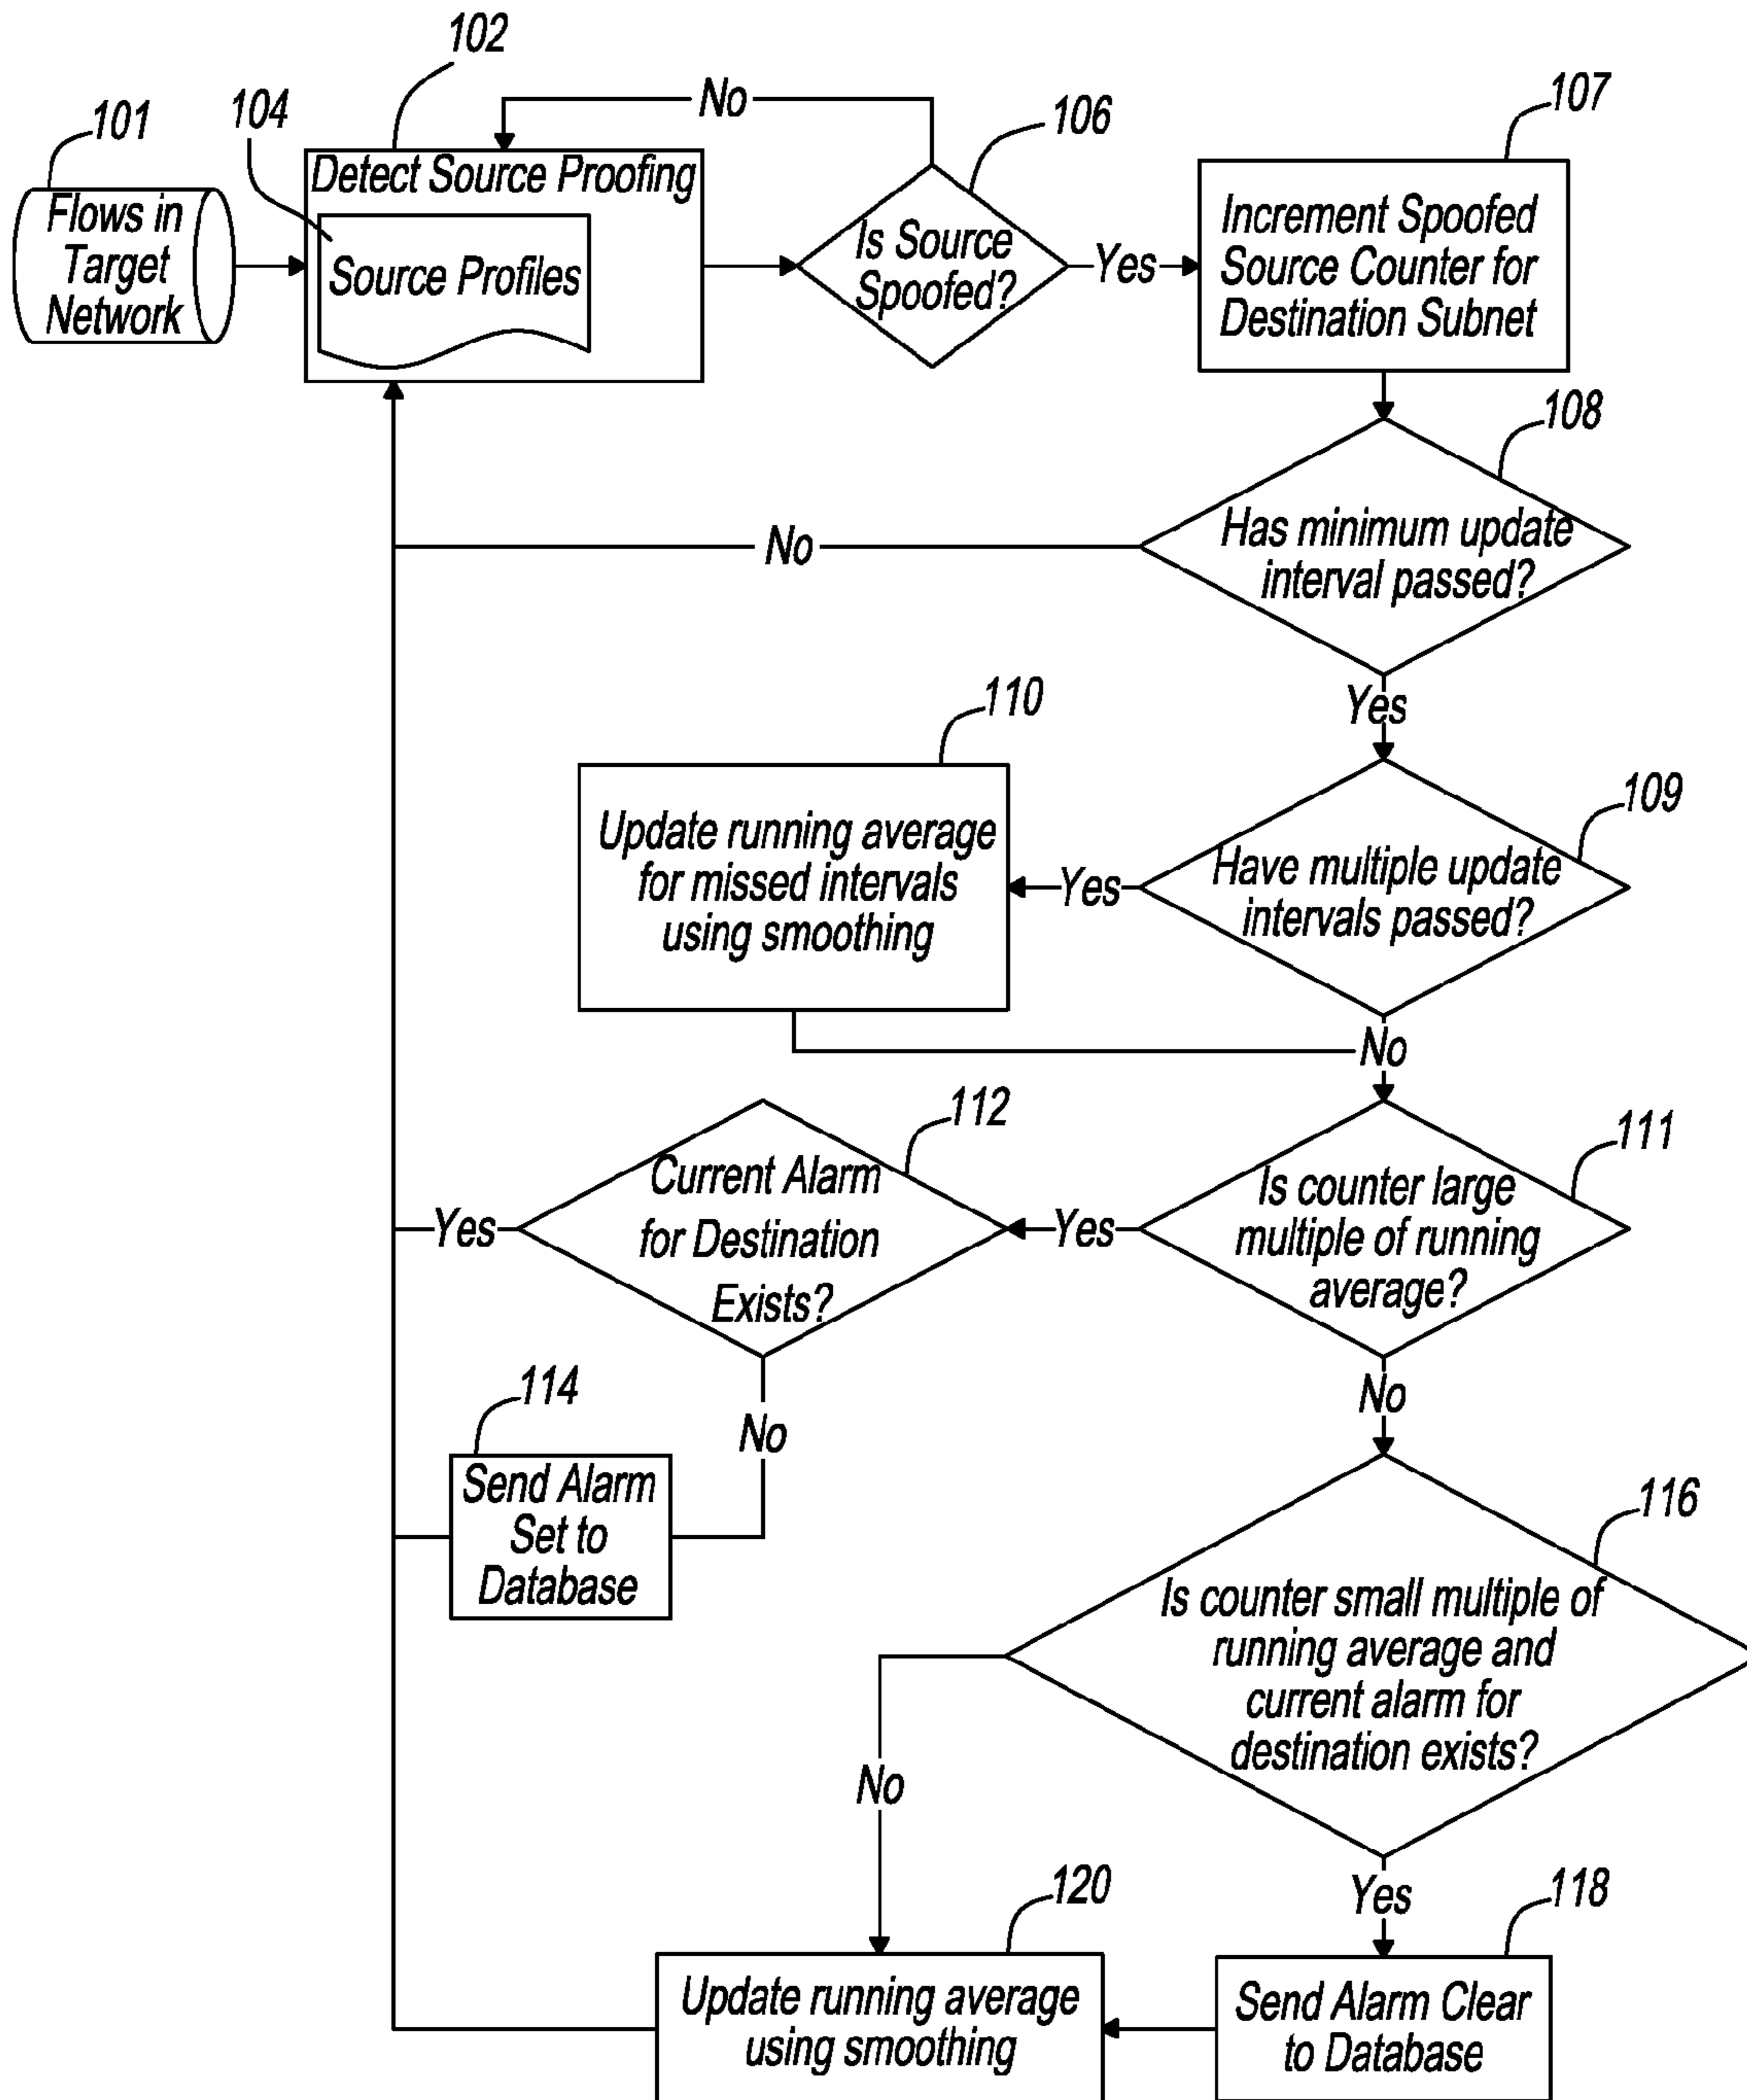 102
No
107
104
101
106
Detect Source Proofing
Flows in
Target
Network
Source Profiles
Is Source
Spoofed?
Yes
Increment Spoofed
Source Counter for
Destination Subnet
108
No
Has minimum update
interval passed?
Yes
110
109
Update running average
for missed intervals
using smoothing
Yes
Have multiple update
intervals passed?
No
112
111
Current Alarm
for Destination
Exists?
Yes
Yes
Is counter large
multiple of running
average?
114
No
No
Send Alarm
Set to
Database
116
Is counter small multiple of
running average and
current alarm for
destination exists?
No
Yes
120
118
Update running average
using smoothing
Send Alarm Clear
to Database